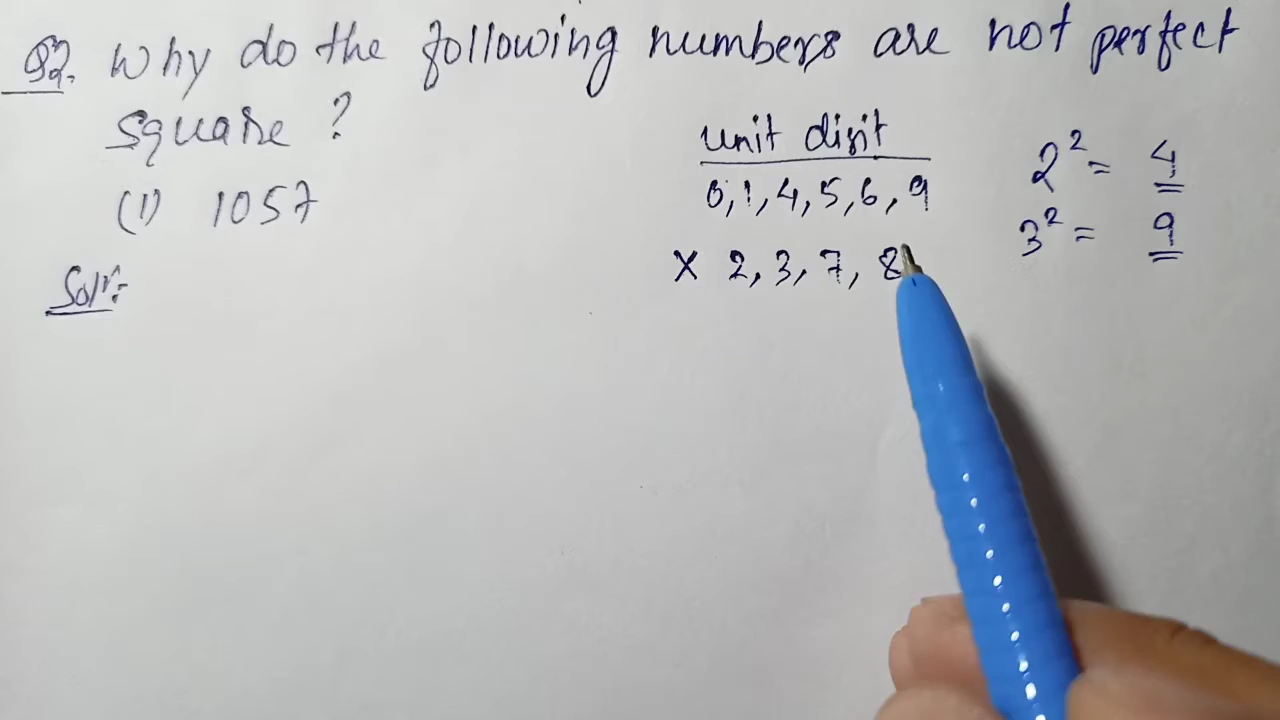 Q2. Why do the following numbers are not perfect
square ?
(1) 1057
Soln:
unit digit
0, 1, 4, 5, 6, 9
X 2, 3, 7, 8
2² = 4
3² = 9